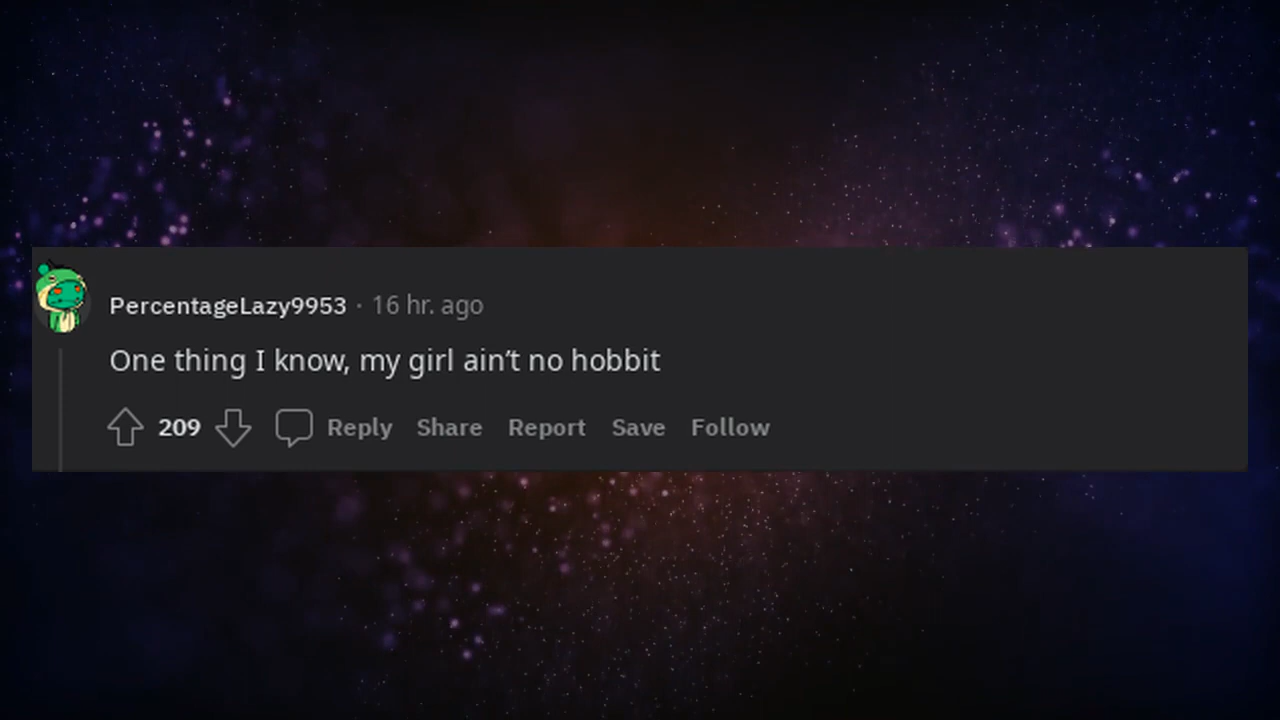 PercentageLazy9953 · 16 hr. ago
One thing I know, my girl ain't no hobbit
209 Reply Share Report Save Follow